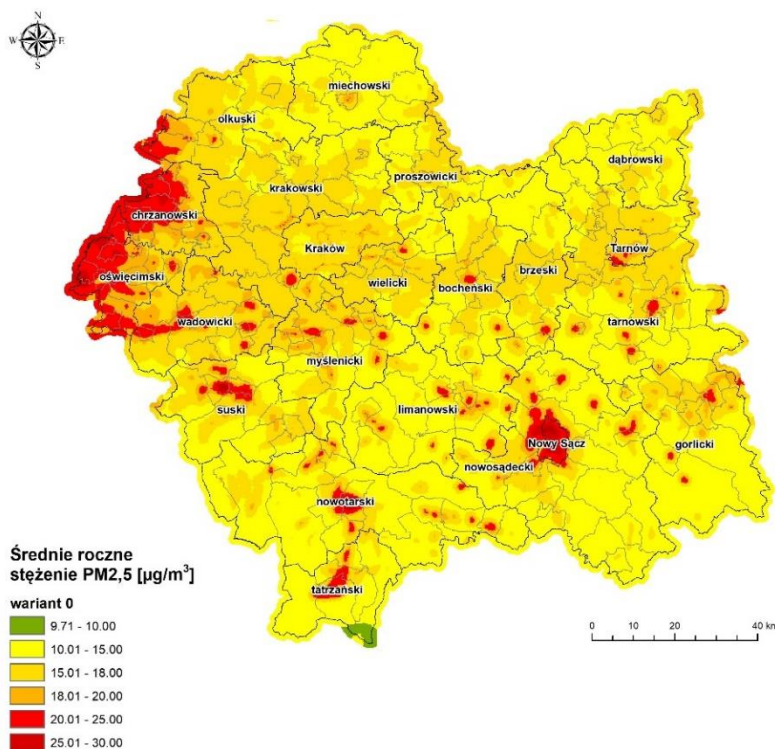 N
W E
S
miechowski
olkuski
dąbrowski
proszowicki
krakowski
chrzanowski
Kraków
Tarnów
oświęcimski
wielicki
bocheński
brzeski
wadowicki
tarnowski
myślenicki
suski
limanowski
Nowy Sącz
gorlicki
nowosądecki
nowotarski
tatrzański
Średnie roczne
stężenie PM2,5 [µg/m³]
wariant 0
9.71 - 10.00
10.01 - 15.00
15.01 - 18.00
18.01 - 20.00
20.01 - 25.00
25.01 - 30.00
0 10 20 40 km